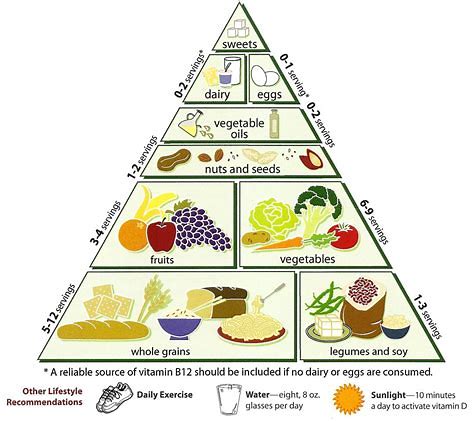 sweets
0-2 servings*
dairy
eggs
0-1 serving*
vegetable
oils
0-2 servings
1-2 servings
nuts and seeds
3-4
servings
fruits
vegetables
6-9
servings
5-12 servings
whole grains
legumes and soy
1-3
servings
* A reliable source of vitamin B12 should be included if no dairy or eggs are consumed.
Other Lifestyle
Recommendations
Daily Exercise
Water—eight, 8 oz.
glasses per day
Sunlight—10 minutes
a day to activate vitamin D